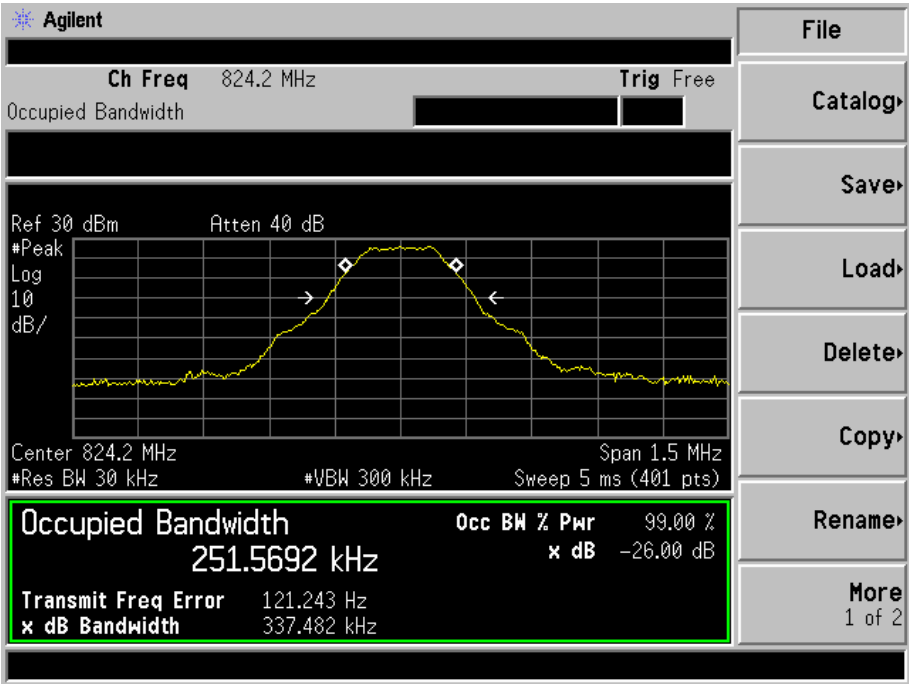 Agilent
File
Ch Freq 824.2 MHz Trig Free
Occupied Bandwidth
Catalog
Save
Ref 30 dBm Atten 40 dB
#Peak
Log
10
dB/
Load
Delete
Copy
Center 824.2 MHz Span 1.5 MHz
#Res BW 30 kHz #VBW 300 kHz Sweep 5 ms (401 pts)
Occupied Bandwidth Occ BW % Pwr 99.00 %
251.5692 kHz x dB -26.00 dB
Rename
Transmit Freq Error 121.243 Hz
x dB Bandwidth 337.482 kHz
More
1 of 2